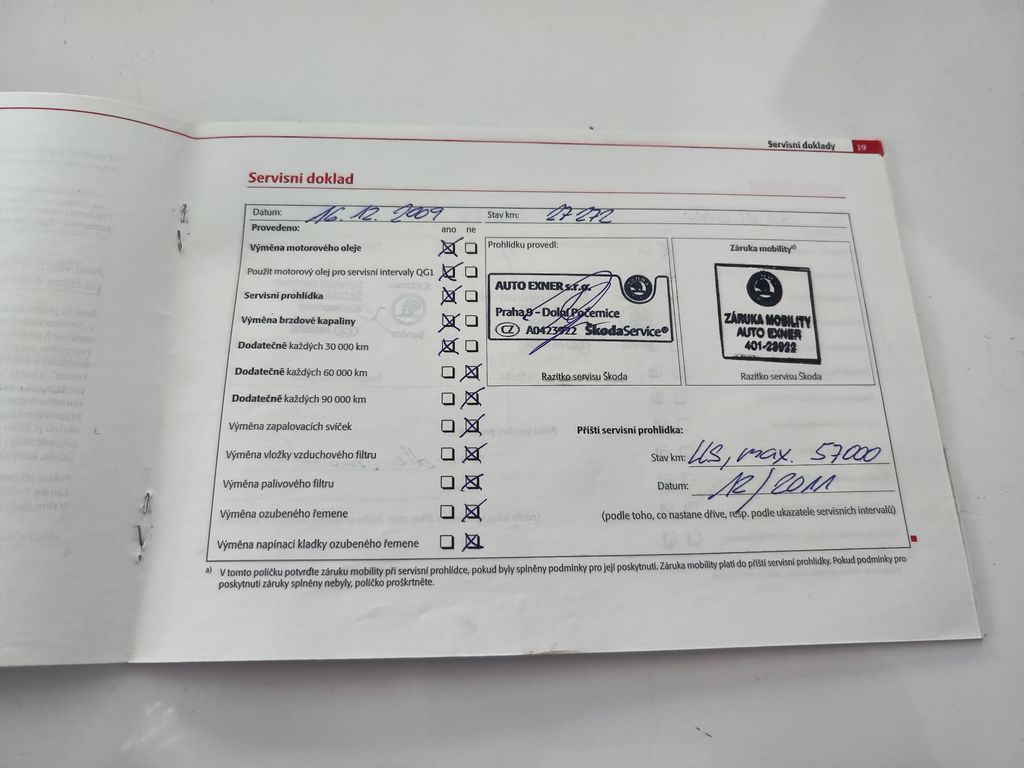 Servisní doklady 19
Servisní doklad
Datum: 16. 12. 2009 Stav km: 27 272
Provedeno: ano ne
Výměna motorového oleje
Použit motorový olej pro servisní intervaly QG1
Servisní prohlídka
Výměna brzdové kapaliny
Dodatečně každých 30 000 km
Dodatečně každých 60 000 km
Dodatečně každých 90 000 km
Výměna zapalovacích svíček
Výměna vložky vzduchového filtru
Výměna palivového filtru
Výměna ozubeného řemene
Výměna napínací kladky ozubeného řemene
Prohlídku provedl:
AUTO EXNER s.r.o.
Praha 9 - Dolní Počernice
CZ A0423922 ŠkodaService®
Razítko servisu Škoda
Záruka mobility a)
ZÁRUKA MOBILITY
AUTO EXNER
401-23922
Razítko servisu Škoda
Příští servisní prohlídka:
Stav km: US, max. 57000
Datum: 12/2011
(podle toho, co nastane dříve, resp. podle ukazatele servisních intervalů)
a) V tomto políčku potvrďte záruku mobility při servisní prohlídce, pokud byly splněny podmínky pro její poskytnutí. Záruka mobility platí do příští servisní prohlídky. Pokud podmínky pro
poskytnutí záruky splněny nebyly, políčko proškrtněte.